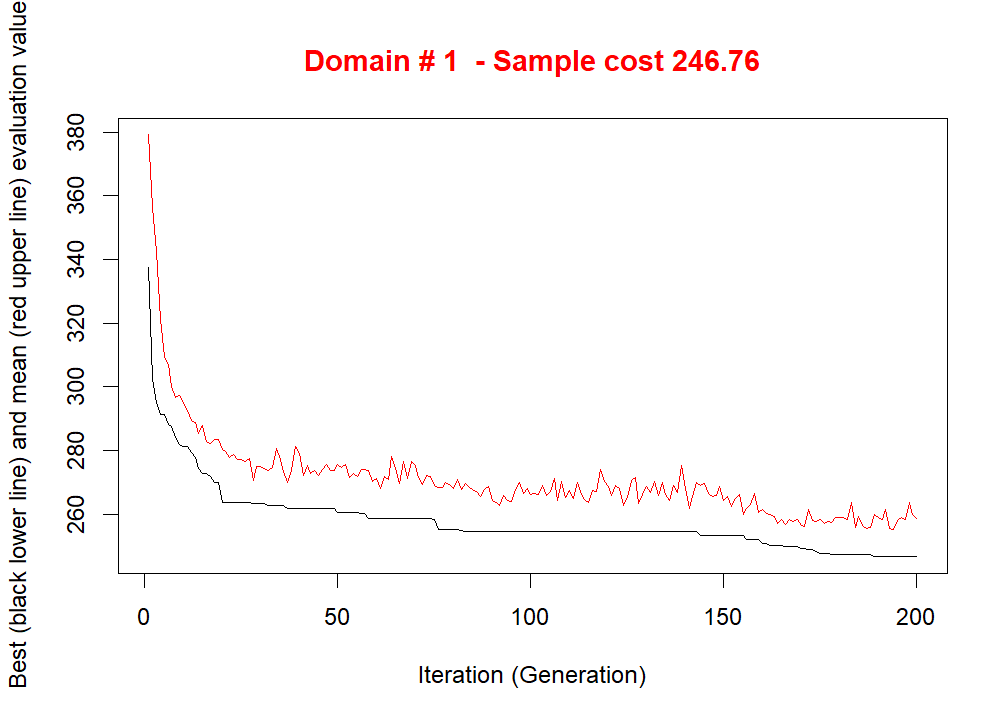 Domain # 1  - Sample cost 246.76
Best (black lower line) and mean (red upper line) evaluation value
380
360
340
320
300
280
260
0 50 100 150 200
Iteration (Generation)